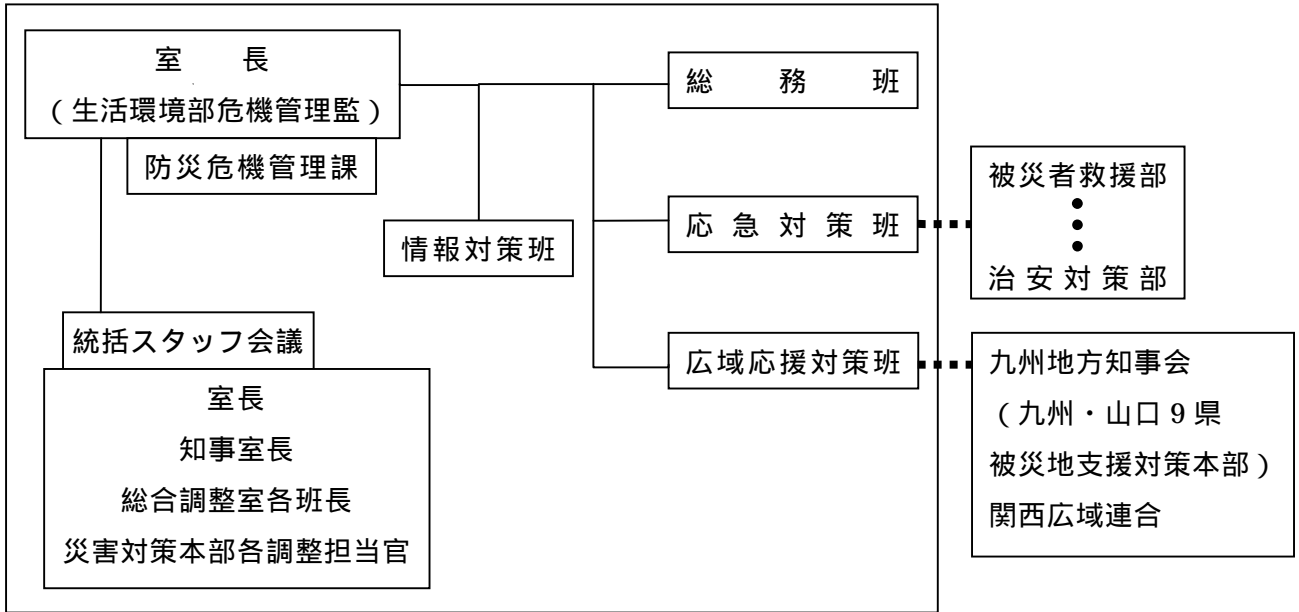 室 長
(生活環境部危機管理監)
防災危機管理課
情報対策班
統括スタッフ会議
室長
知事室長
総合調整室各班長
災害対策本部各調整担当官
総 務 班
応 急 対 策 班
広域応援対策班
被災者救援部
治安対策部
九州地方知事会
(九州・山口9県
被災地支援対策本部)
関西広域連合